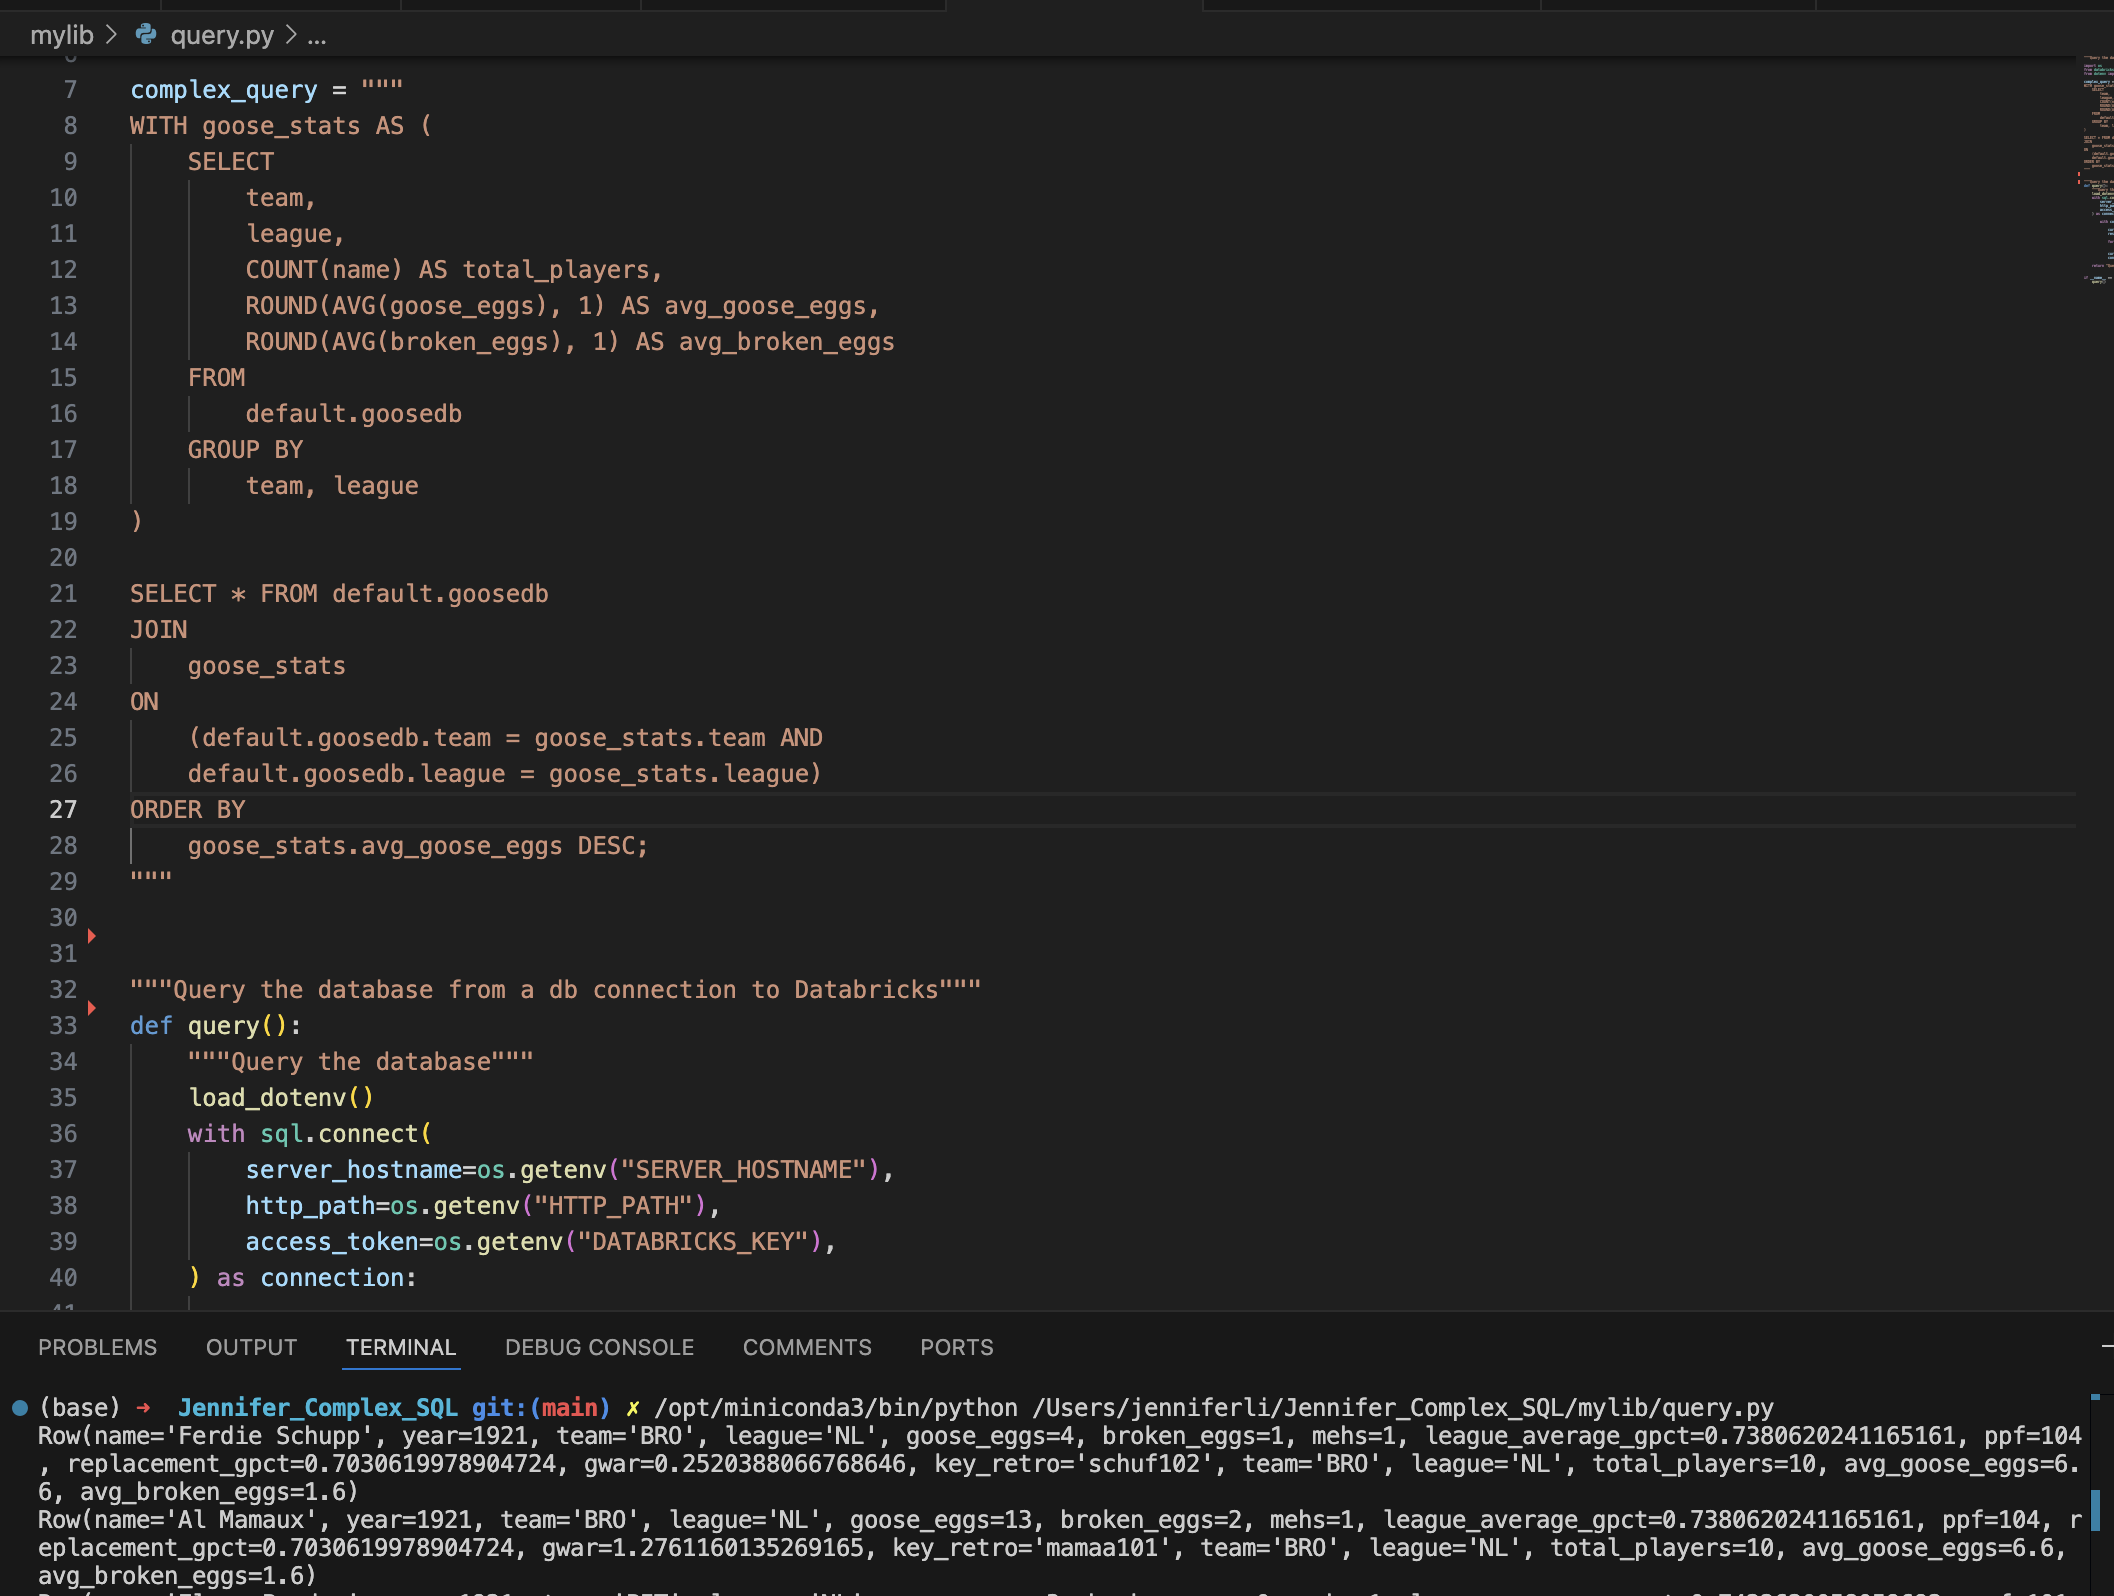 mylib > query.py > ...
7 complex_query = """
8 WITH goose_stats AS (
9 SELECT
10 team,
11 league,
12 COUNT(name) AS total_players,
13 ROUND(AVG(goose_eggs), 1) AS avg_goose_eggs,
14 ROUND(AVG(broken_eggs), 1) AS avg_broken_eggs
15 FROM
16 default.goosedb
17 GROUP BY
18 team, league
19 )
20
21 SELECT * FROM default.goosedb
22 JOIN
23 goose_stats
24 ON
25 (default.goosedb.team = goose_stats.team AND
26 default.goosedb.league = goose_stats.league)
27 ORDER BY
28 goose_stats.avg_goose_eggs DESC;
29 """
30
31
32 """Query the database from a db connection to Databricks"""
33 def query():
34 """Query the database"""
35 load_dotenv()
36 with sql.connect(
37 server_hostname=os.getenv("SERVER_HOSTNAME"),
38 http_path=os.getenv("HTTP_PATH"),
39 access_token=os.getenv("DATABRICKS_KEY"),
40 ) as connection:
PROBLEMS OUTPUT TERMINAL DEBUG CONSOLE COMMENTS PORTS
(base) → Jennifer_Complex_SQL git:(main) ✗ /opt/miniconda3/bin/python /Users/jenniferli/Jennifer_Complex_SQL/mylib/query.py
Row(name='Ferdie Schupp', year=1921, team='BRO', league='NL', goose_eggs=4, broken_eggs=1, mehs=1, league_average_gpct=0.7380620241165161, ppf=104
, replacement_gpct=0.7030619978904724, gwar=0.2520388066768646, key_retro='schuf102', team='BRO', league='NL', total_players=10, avg_goose_eggs=6.
6, avg_broken_eggs=1.6)
Row(name='Al Mamaux', year=1921, team='BRO', league='NL', goose_eggs=13, broken_eggs=2, mehs=1, league_average_gpct=0.7380620241165161, ppf=104, r
eplacement_gpct=0.7030619978904724, gwar=1.2761160135269165, key_retro='mamaa101', team='BRO', league='NL', total_players=10, avg_goose_eggs=6.6,
avg_broken_eggs=1.6)